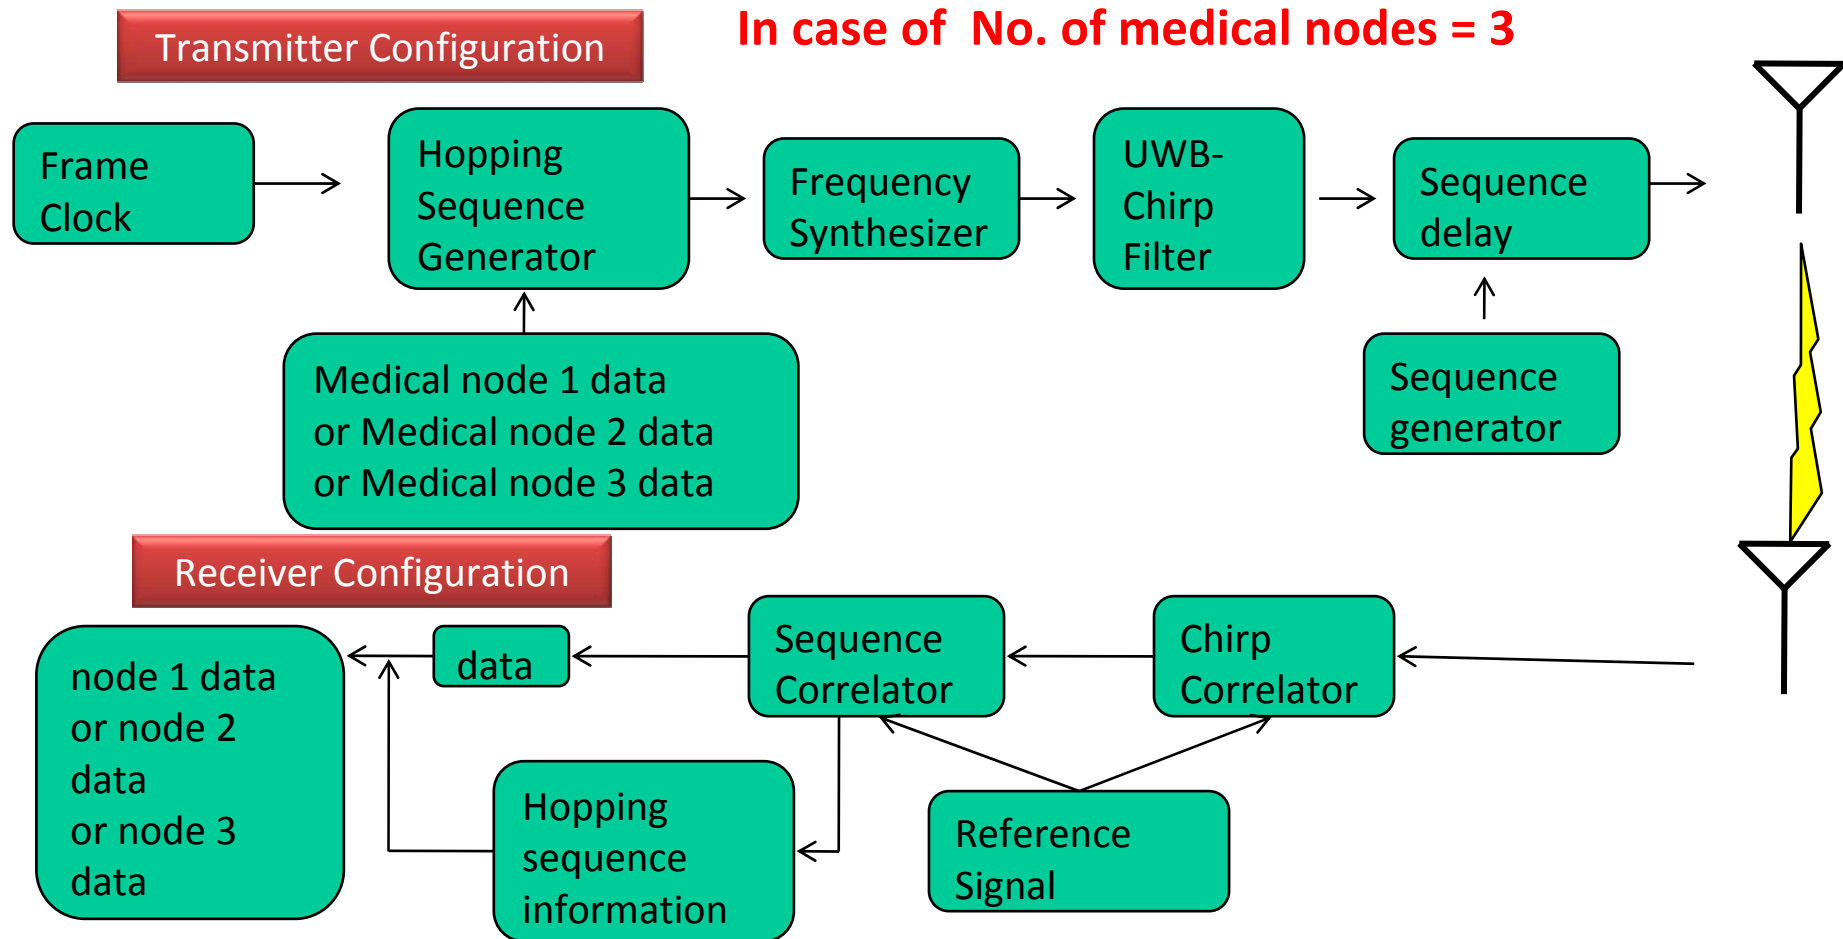 In case of  No. of medical nodes = 3
Transmitter Configuration
Frame
Clock
Hopping
Sequence
Generator
Frequency
Synthesizer
UWB-
Chirp
Filter
Sequence
delay
Medical node 1 data
or Medical node 2 data
or Medical node 3 data
Sequence
generator
Receiver Configuration
node 1 data
or node 2
data
or node 3
data
data
Sequence
Correlator
Chirp
Correlator
Hopping
sequence
information
Reference
Signal